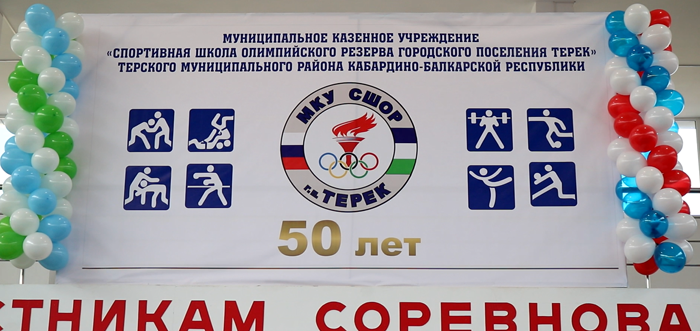 МУНИЦИПАЛЬНОЕ КАЗЕННОЕ УЧРЕЖДЕНИЕ
«СПОРТИВНАЯ ШКОЛА ОЛИМПИЙСКОГО РЕЗЕРВА ГОРОДСКОГО ПОСЕЛЕНИЯ ТЕРЕК»
ТЕРСКОГО МУНИЦИПАЛЬНОГО РАЙОНА КАБАРДИНО-БАЛКАРСКОЙ РЕСПУБЛИКИ
МКУ СШОР
г.п. ТЕРЕК
50 лет
СТНИКАМ СОРЕВНОВА